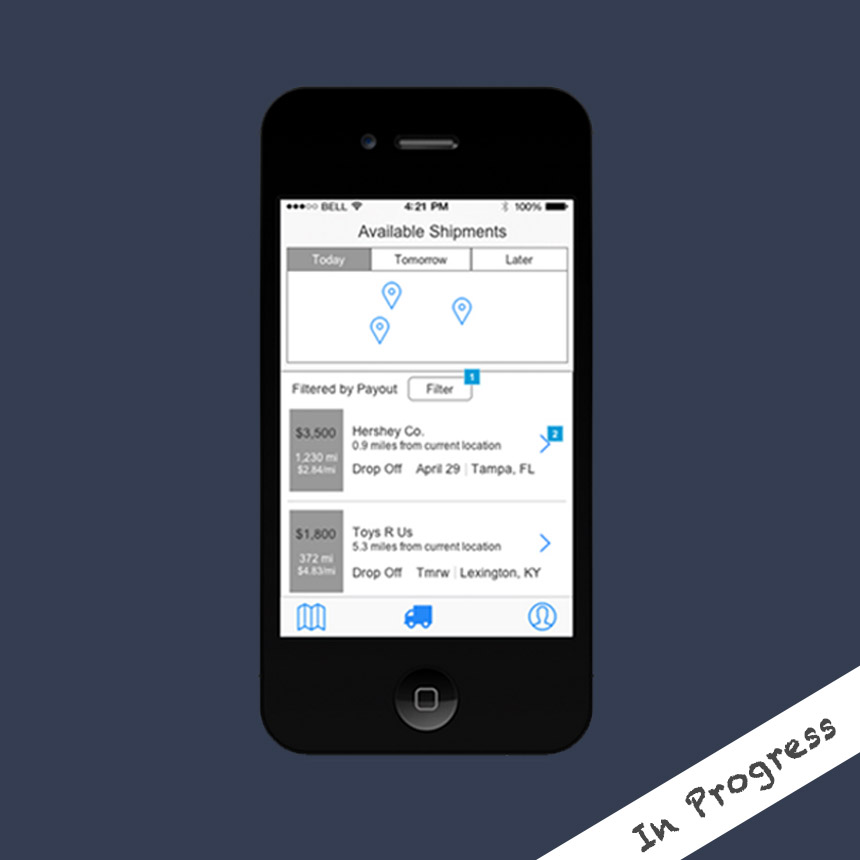 BELL 4:21 PM 100%
Available Shipments
Today Tomorrow Later
1
Filtered by Payout Filter
2
$3,500 Hershey Co.
0.9 miles from current location
1,230 mi
$2.84/mi Drop Off April 29 Tampa, FL
$1,800 Toys R Us
5.3 miles from current location
372 mi
$4.83/mi Drop Off Tmrw Lexington, KY
In Progress